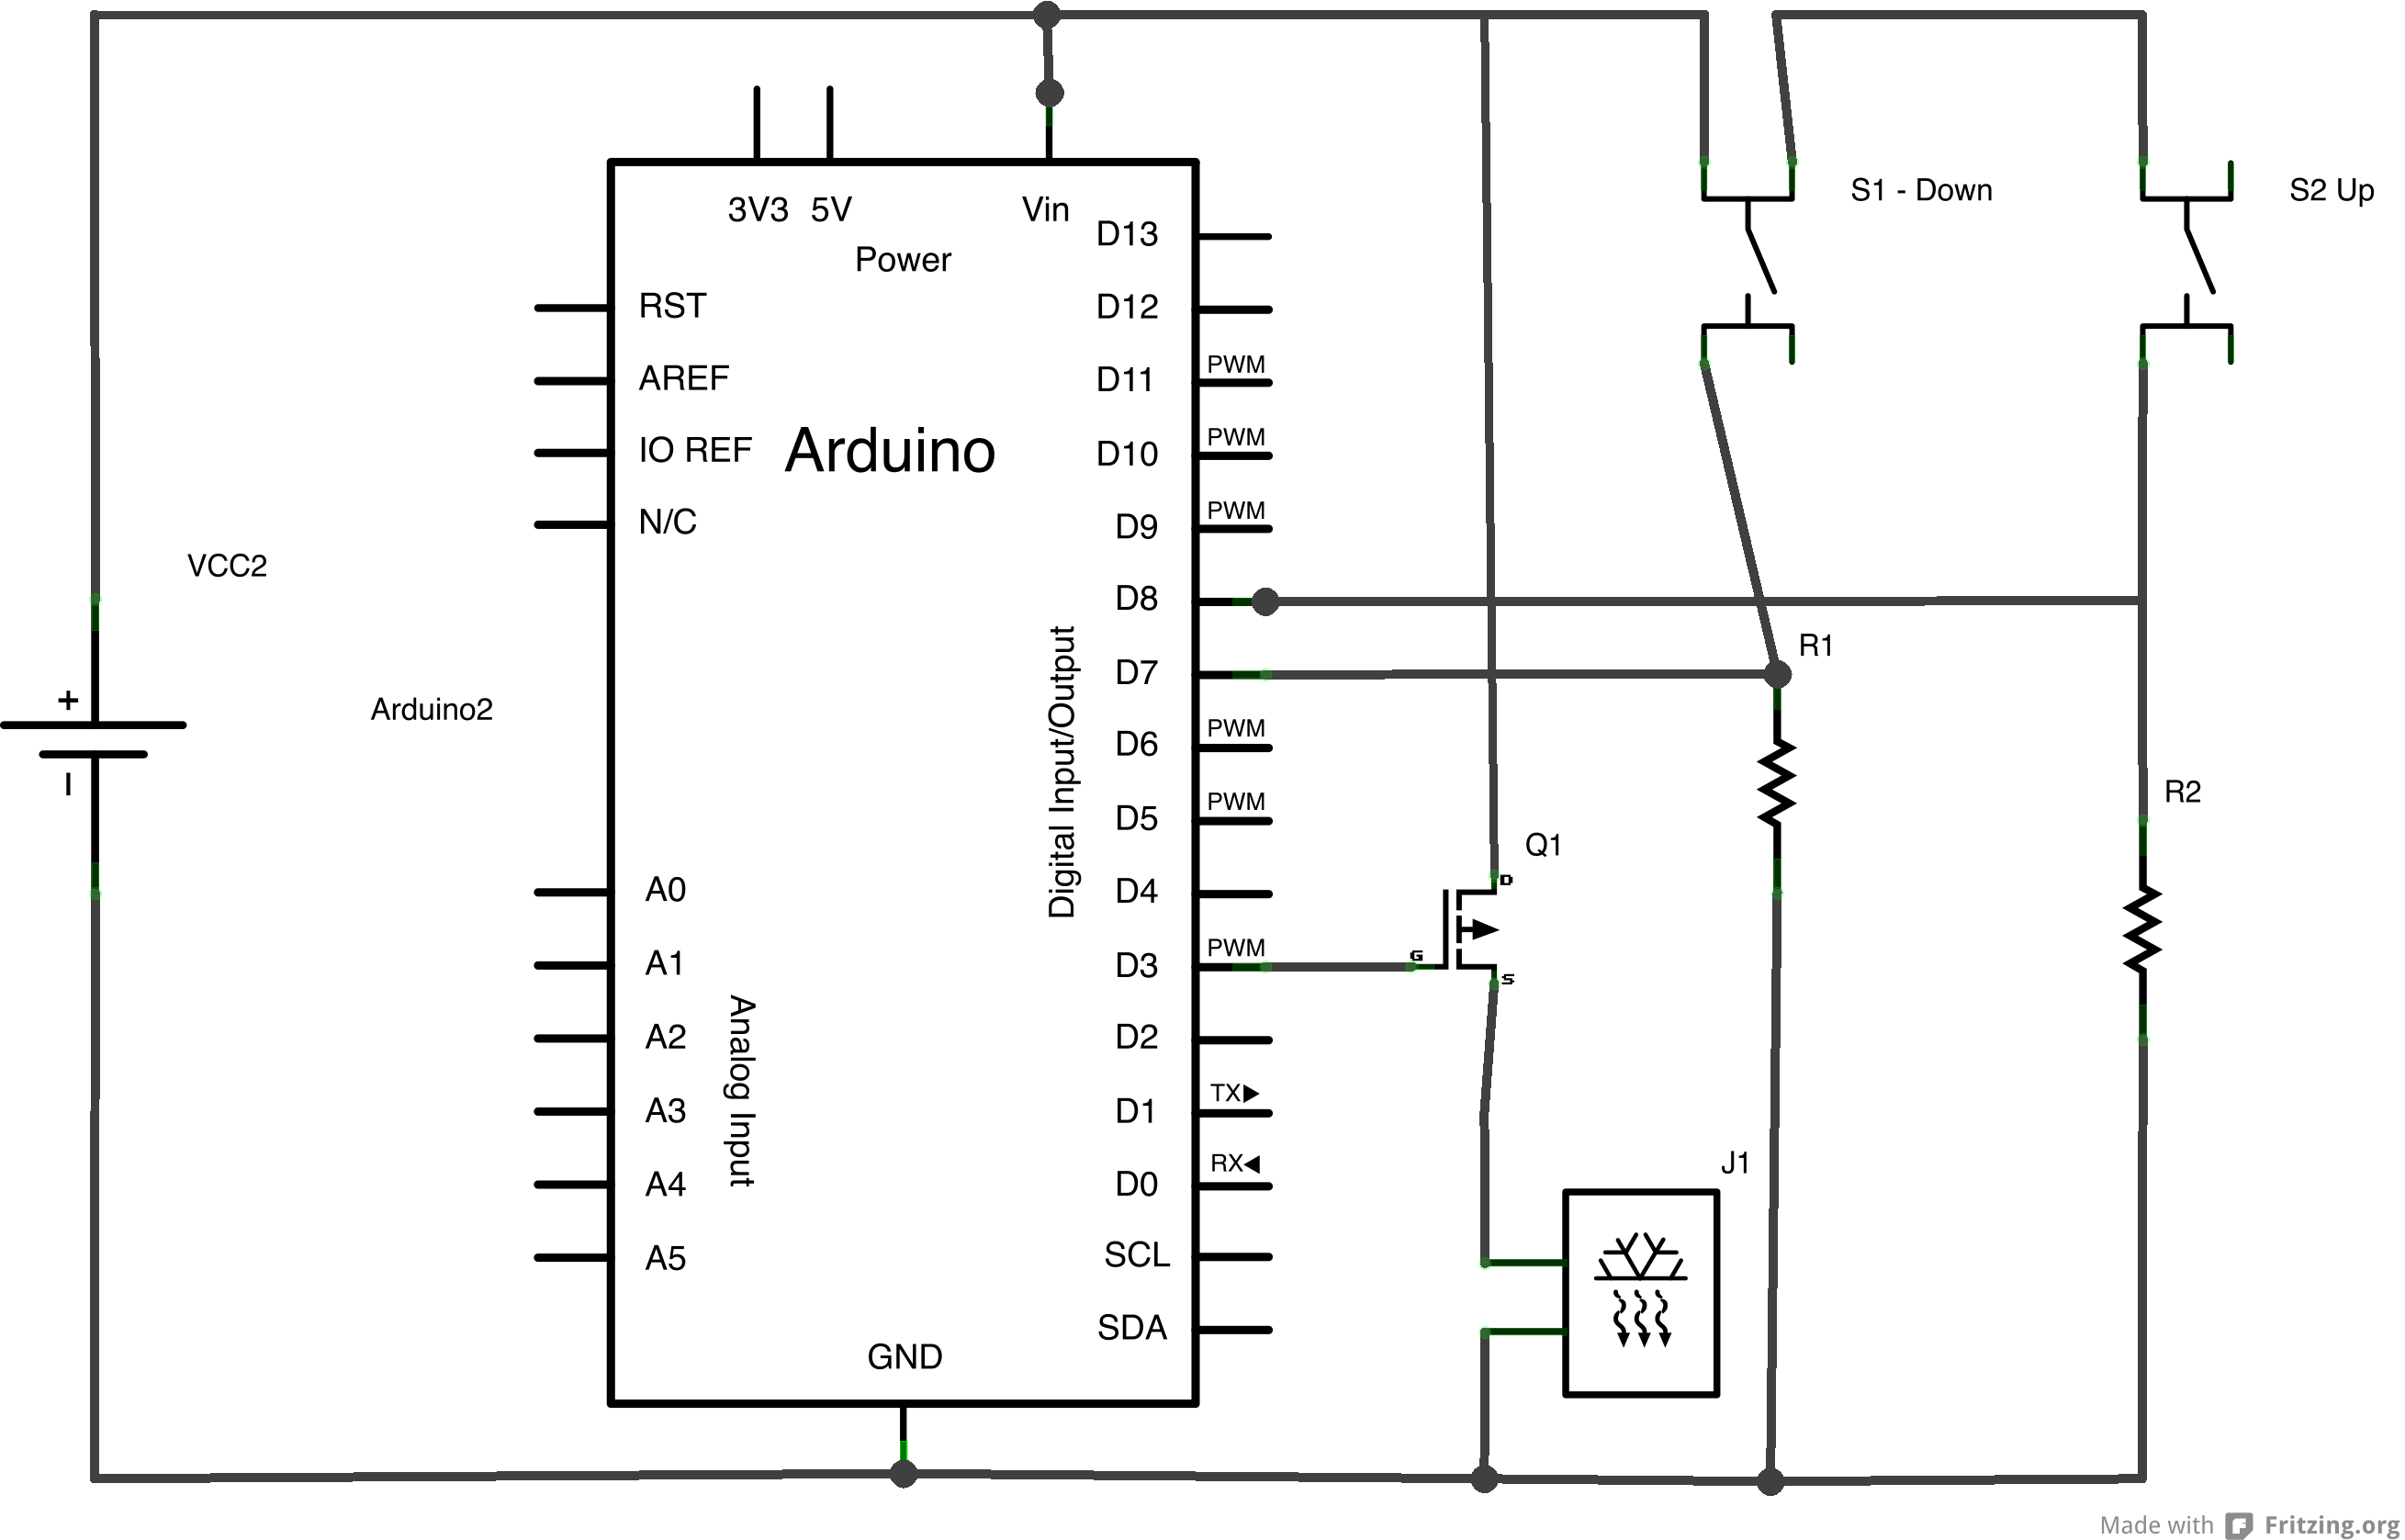 S1 - Down
S2 Up
3V3
5V
Vin
Power
D13
RST
D12
AREF
D11
PWM
IO REF
Arduino
D10
PWM
N/C
D9
PWM
VCC2
D8
R1
D7
Arduino2
+
Digital Input/Output
D6
PWM
–
R2
D5
PWM
Q1
A0
D4
D
A1
D3
PWM
G
S
A2
D2
Analog Input
A3
D1
TX
A4
D0
RX
J1
A5
SCL
SDA
GND
Made with Fritzing.org